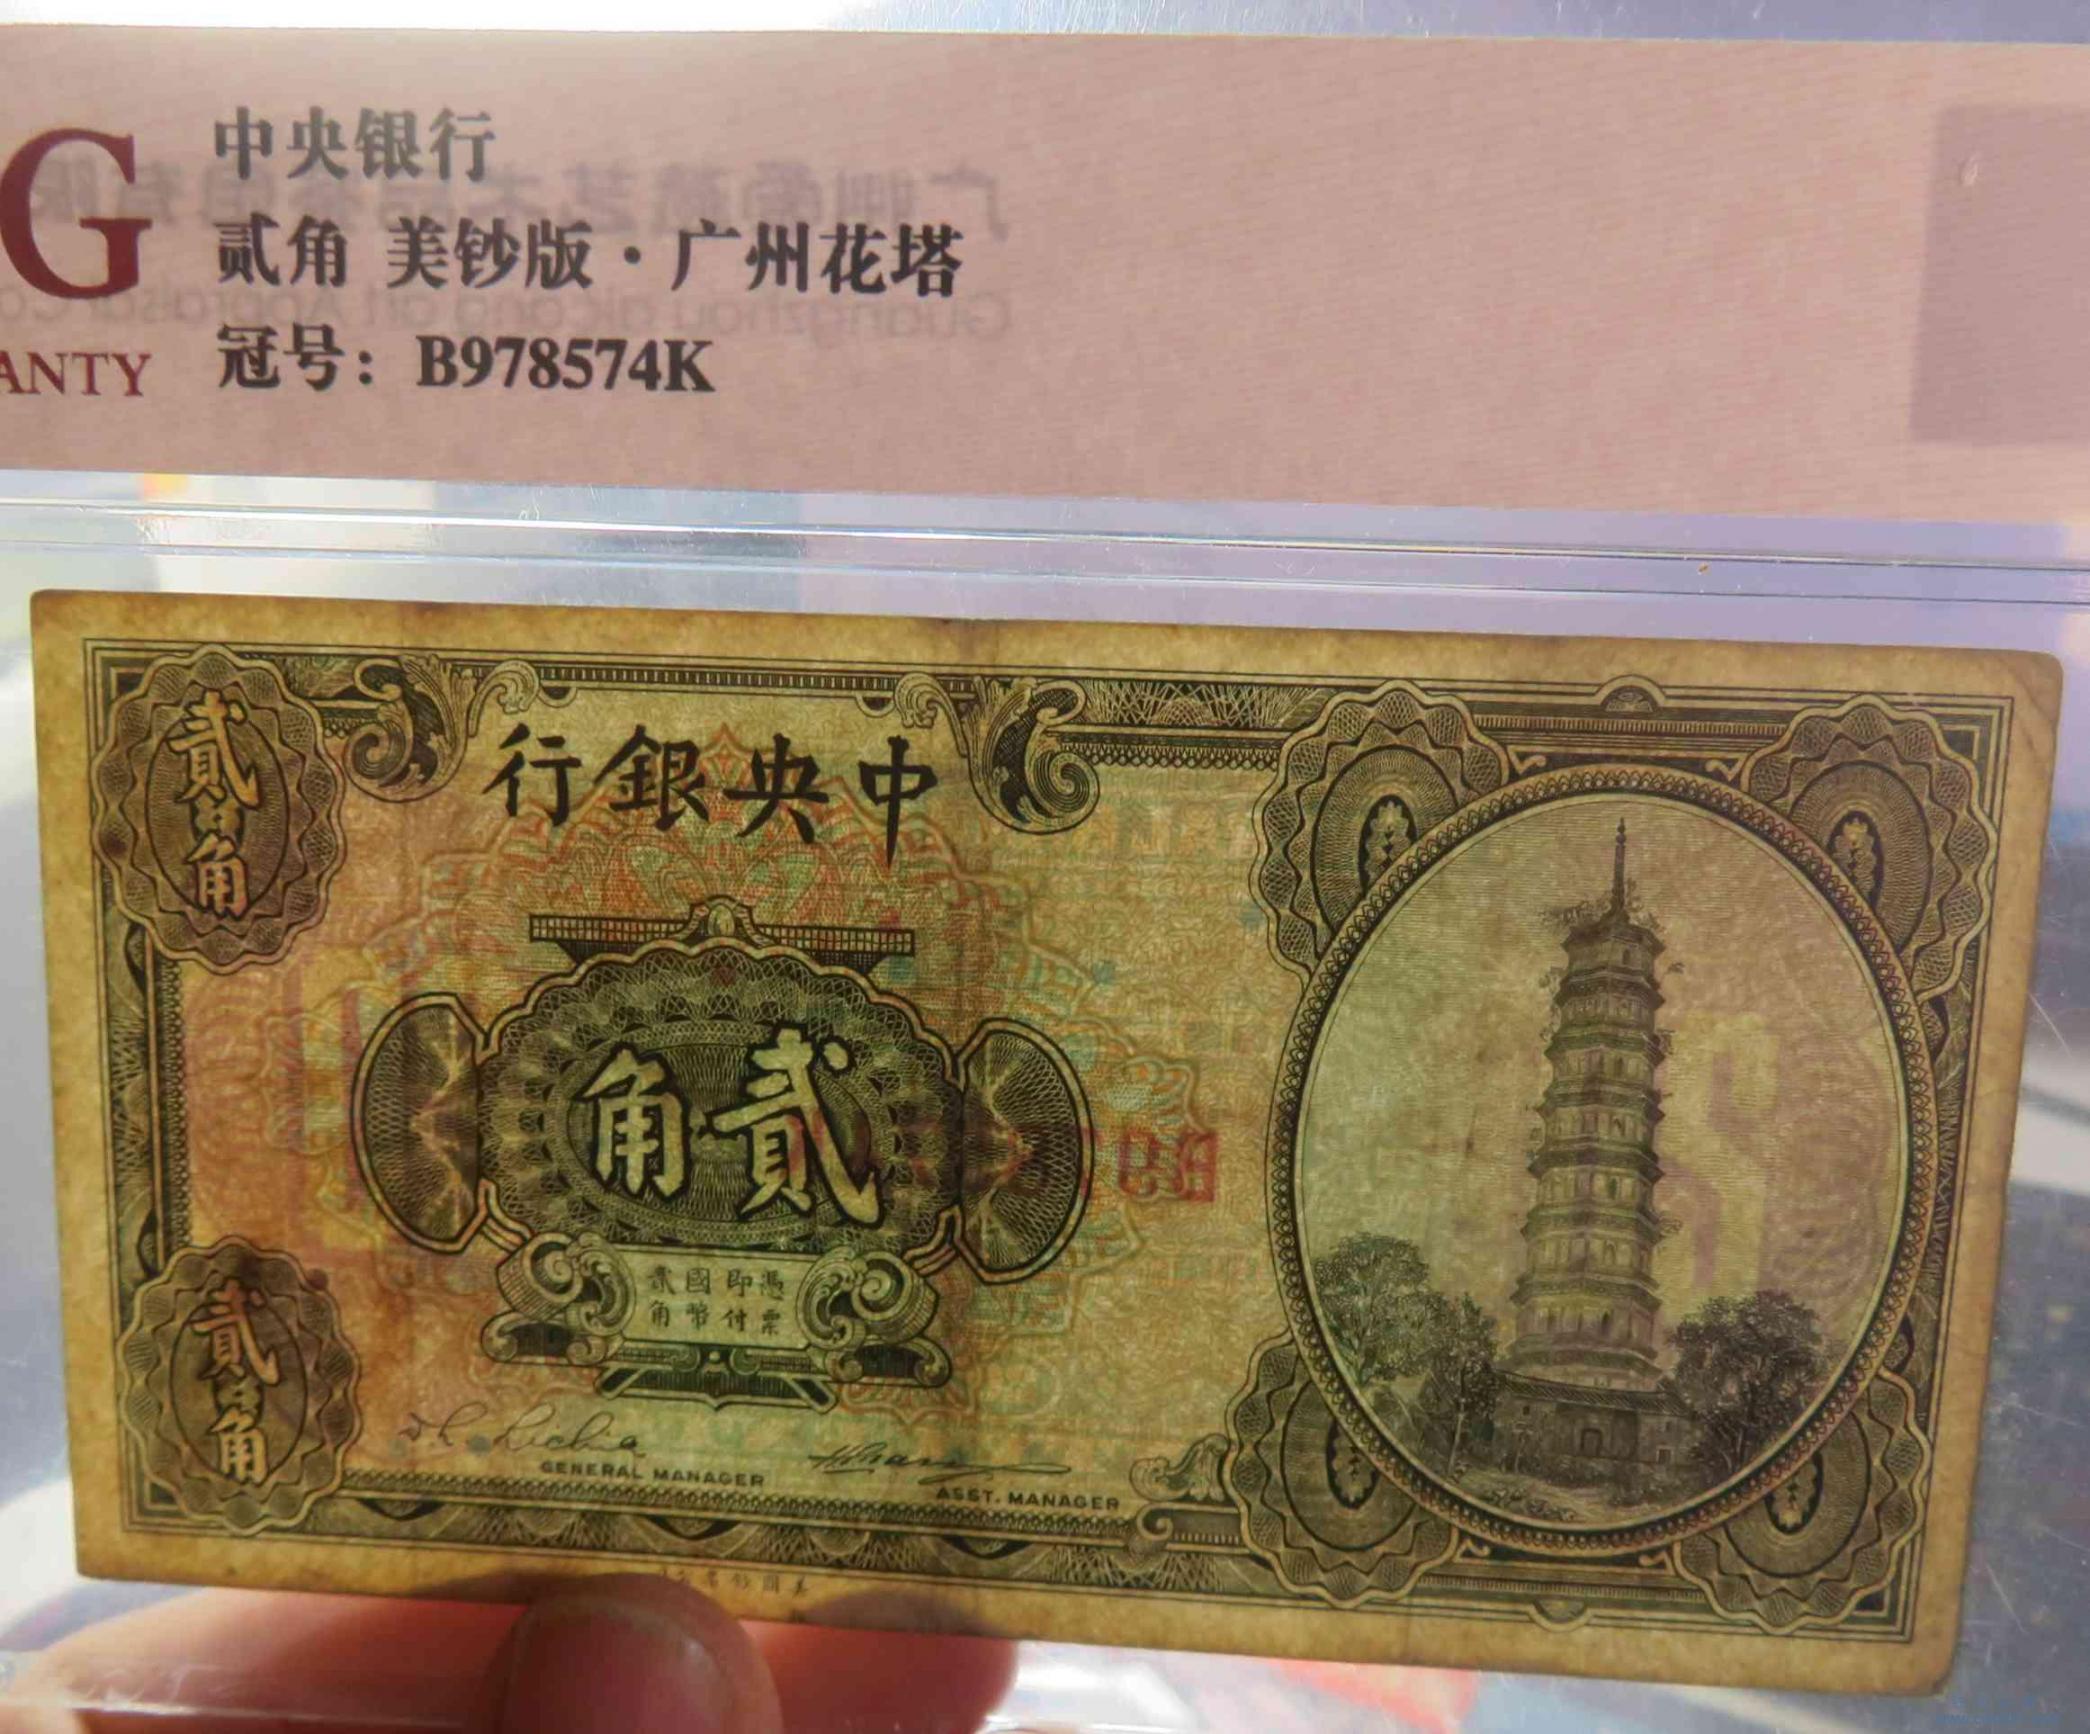 G
中央银行
贰角 美钞版·广州花塔
ANTY
冠号：B978574K
行銀央中
貳角
角貳
貳國即憑
角幣付票
貳角
GENERAL MANAGER
ASST. MANAGER